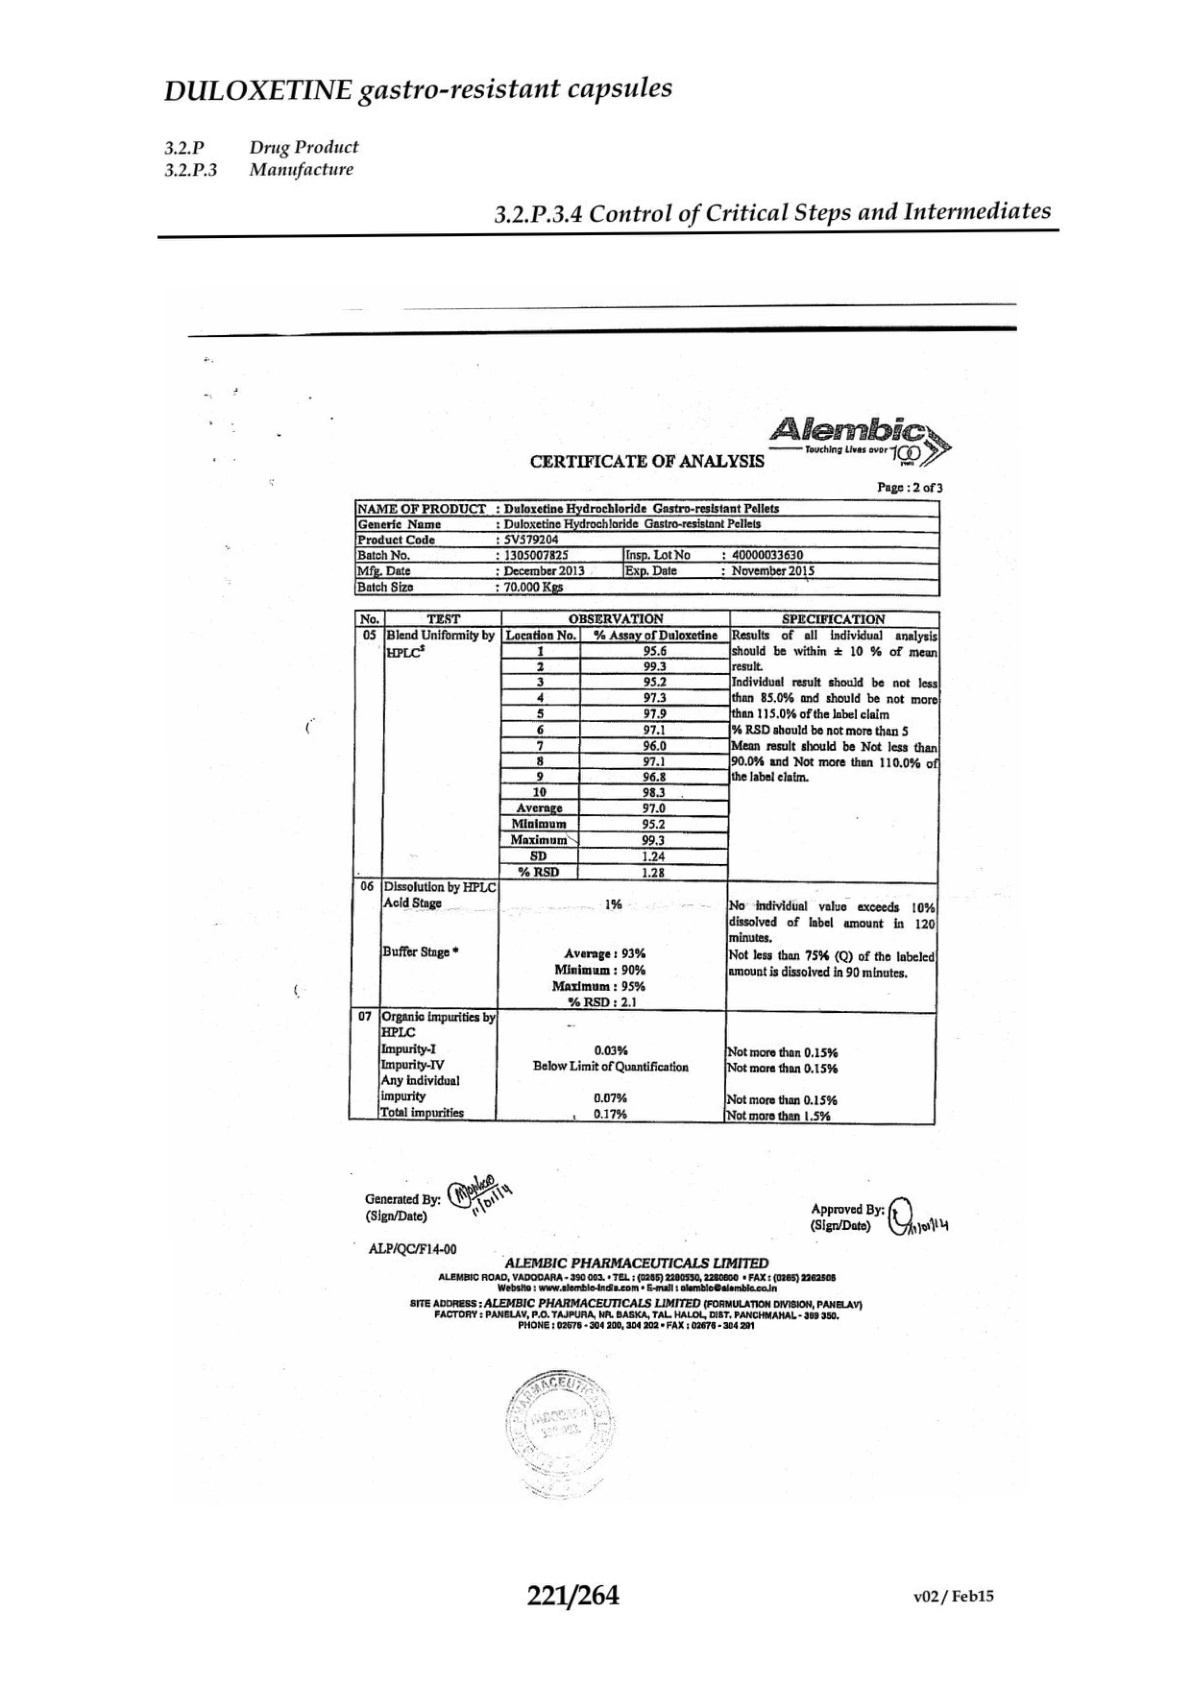 DULOXETINE gastro-resistant capsules
3.2.P Drug Product
3.2.P.3 Manufacture
3.2.P.3.4 Control of Critical Steps and Intermediates
Alembic
Touching Lives over 100
years
CERTIFICATE OF ANALYSIS
Page : 2 of 3
NAME OF PRODUCT : Duloxetine Hydrochloride Gastro-resistant Pellets
Generic Name : Duloxetine Hydrochloride Gastro-resistant Pellets
Product Code : 5V579204
Batch No. : 1305007825 Insp. Lot No : 40000033630
Mfg. Date : December 2013 Exp. Date : November 2015
Batch Size : 70.000 Kgs
No. TEST OBSERVATION SPECIFICATION
05 Blend Uniformity by Location No. % Assay of Duloxetine Results of all individual analysis
HPLC$ 1 95.6 should be within ± 10 % of mean
2 99.3 result.
3 95.2 Individual result should be not less
4 97.3 than 85.0% and should be not more
5 97.9 than 115.0% of the label claim
6 97.1 % RSD should be not more than 5
7 96.0 Mean result should be Not less than
8 97.1 90.0% and Not more than 110.0% of
9 96.8 the label claim.
10 98.3
Average 97.0
Minimum 95.2
Maximum 99.3
SD 1.24
% RSD 1.28
06 Dissolution by HPLC
Acid Stage 1% No individual value exceeds 10%
dissolved of label amount in 120
minutes.
Buffer Stage * Average : 93% Not less than 75% (Q) of the labeled
Minimum : 90% amount is dissolved in 90 minutes.
Maximum : 95%
% RSD : 2.1
07 Organic impurities by
HPLC
Impurity-I 0.03% Not more than 0.15%
Impurity-IV Below Limit of Quantification Not more than 0.15%
Any individual
impurity 0.07% Not more than 0.15%
Total impurities 0.17% Not more than 1.5%
Generated By:
(Sign/Date) 11/01/14
Approved By:
(Sign/Date)
ALP/QC/F14-00
ALEMBIC PHARMACEUTICALS LIMITED
ALEMBIC ROAD, VADODARA - 390 003. • TEL : (0265) 2280550, 2280880 • FAX : (0265) 2282506
Website : www.alembic-india.com • E-mail : alembic@alembic.co.in
SITE ADDRESS : ALEMBIC PHARMACEUTICALS LIMITED (FORMULATION DIVISION, PANELAV)
FACTORY : PANELAV, P.O. TAJPURA, NR. BASKA, TAL. HALOL, DIST. PANCHMAHAL - 389 350.
PHONE : 02676 - 304 200, 304 202 • FAX : 02676 - 304 291
PHARMACEUTICALS
VADODARA
390 003.
221/264
v02 / Feb15